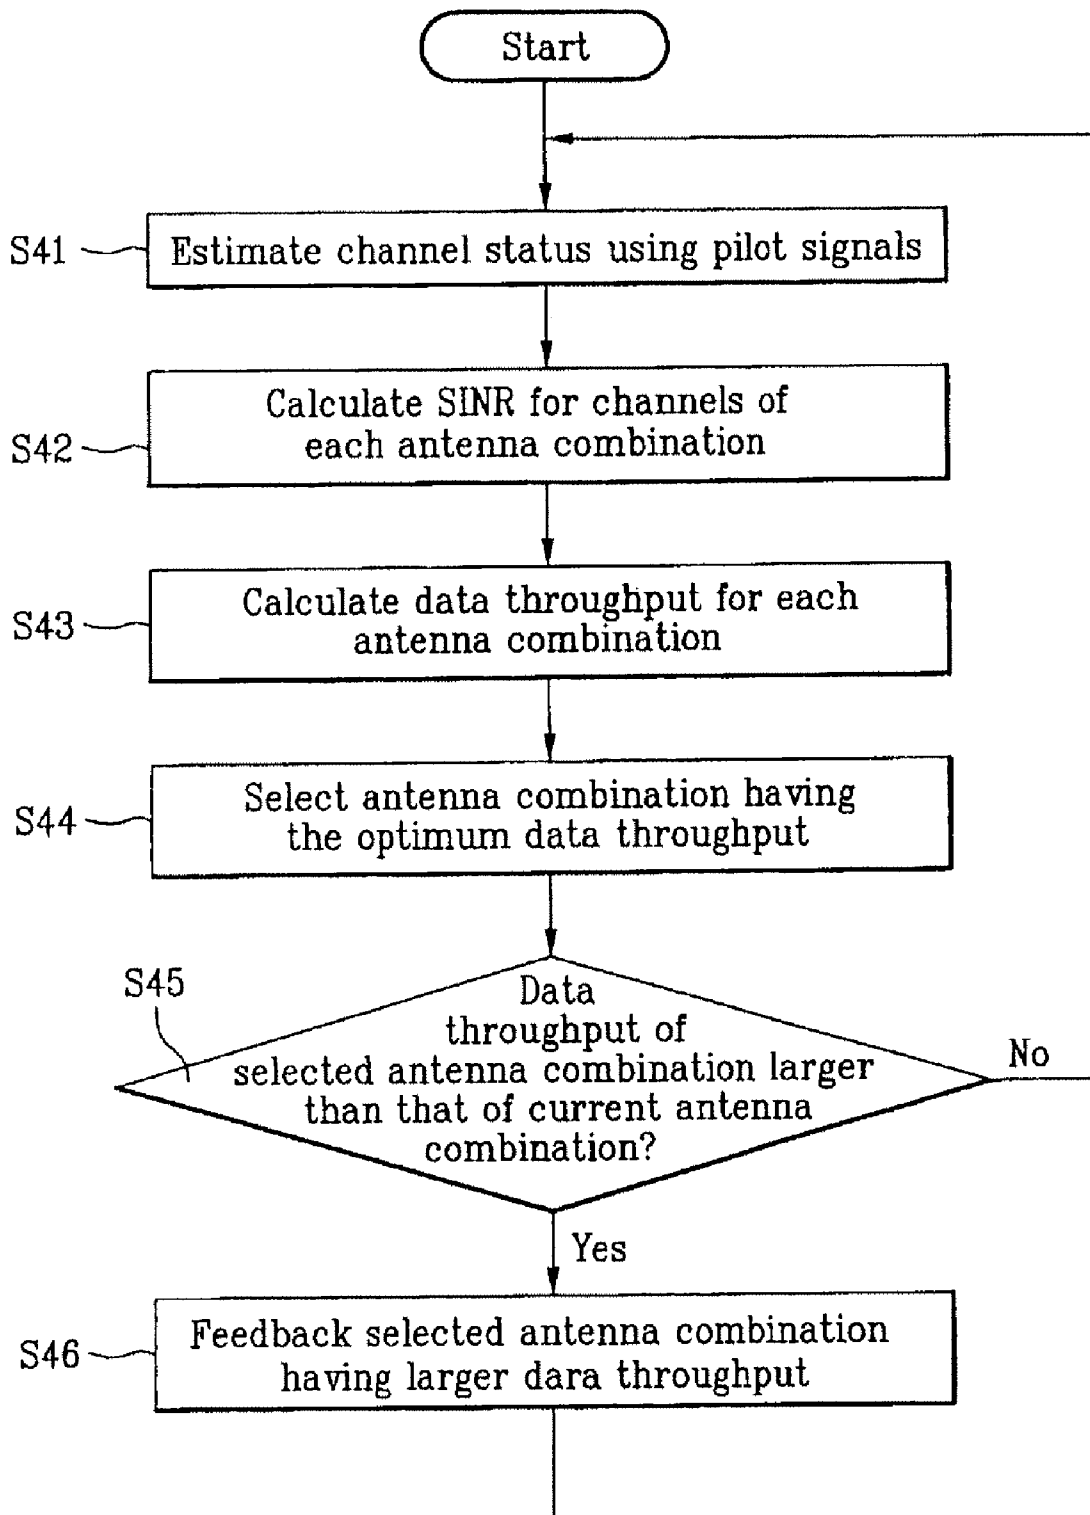 Start
S41
Estimate channel status using pilot signals
S42
Calculate SINR for channels of
each antenna combination
S43
Calculate data throughput for each
antenna combination
S44
Select antenna combination having
the optimum data throughput
S45
Data
throughput of
selected antenna combination larger
than that of current antenna
combination?
No
Yes
S46
Feedback selected antenna combination
having larger dara throughput